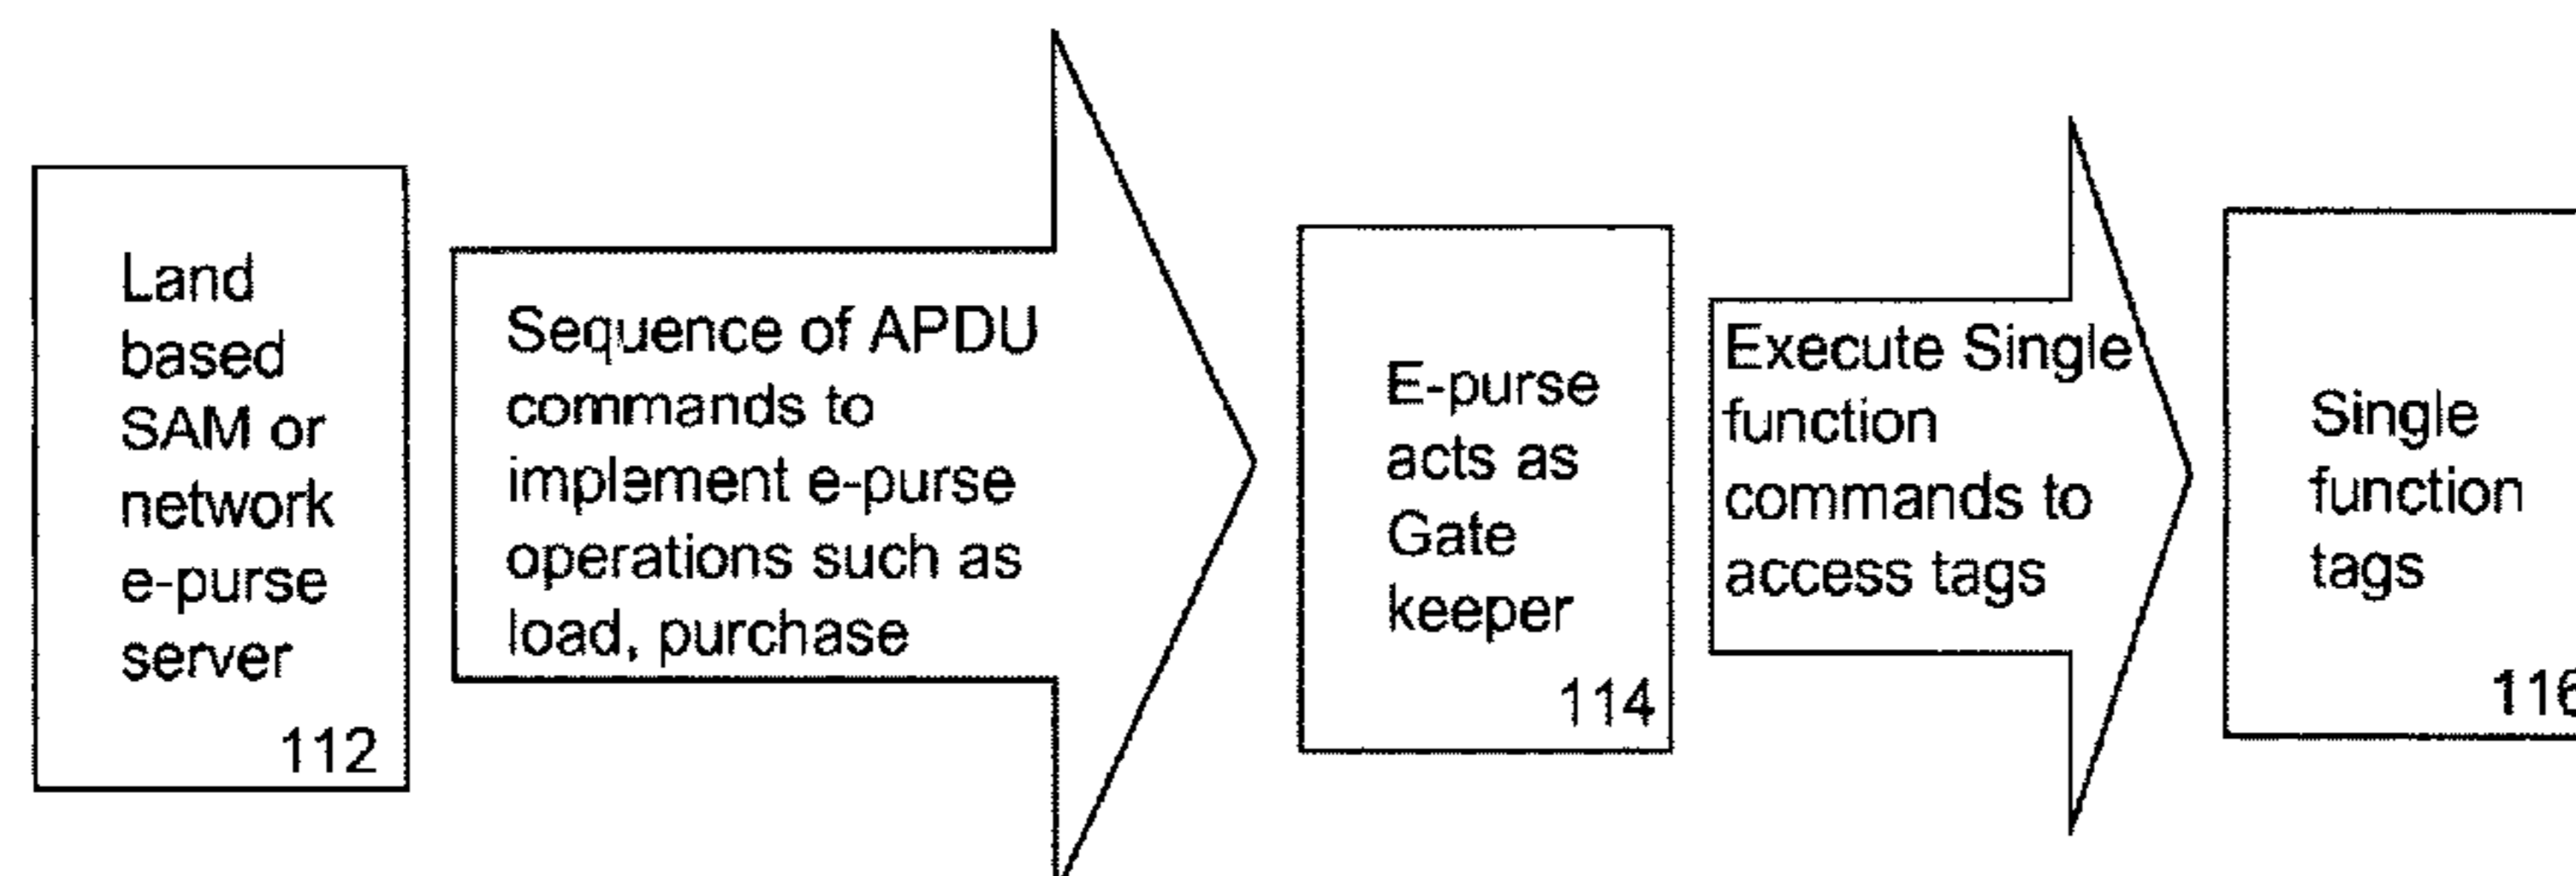 Land
based
SAM or
network
e-purse
server
112
Sequence of APDU
commands to
implement e-purse
operations such as
load, purchase
E-purse
acts as
Gate
keeper
114
Execute Single
function
commands to
access tags
Single
function
tags
116